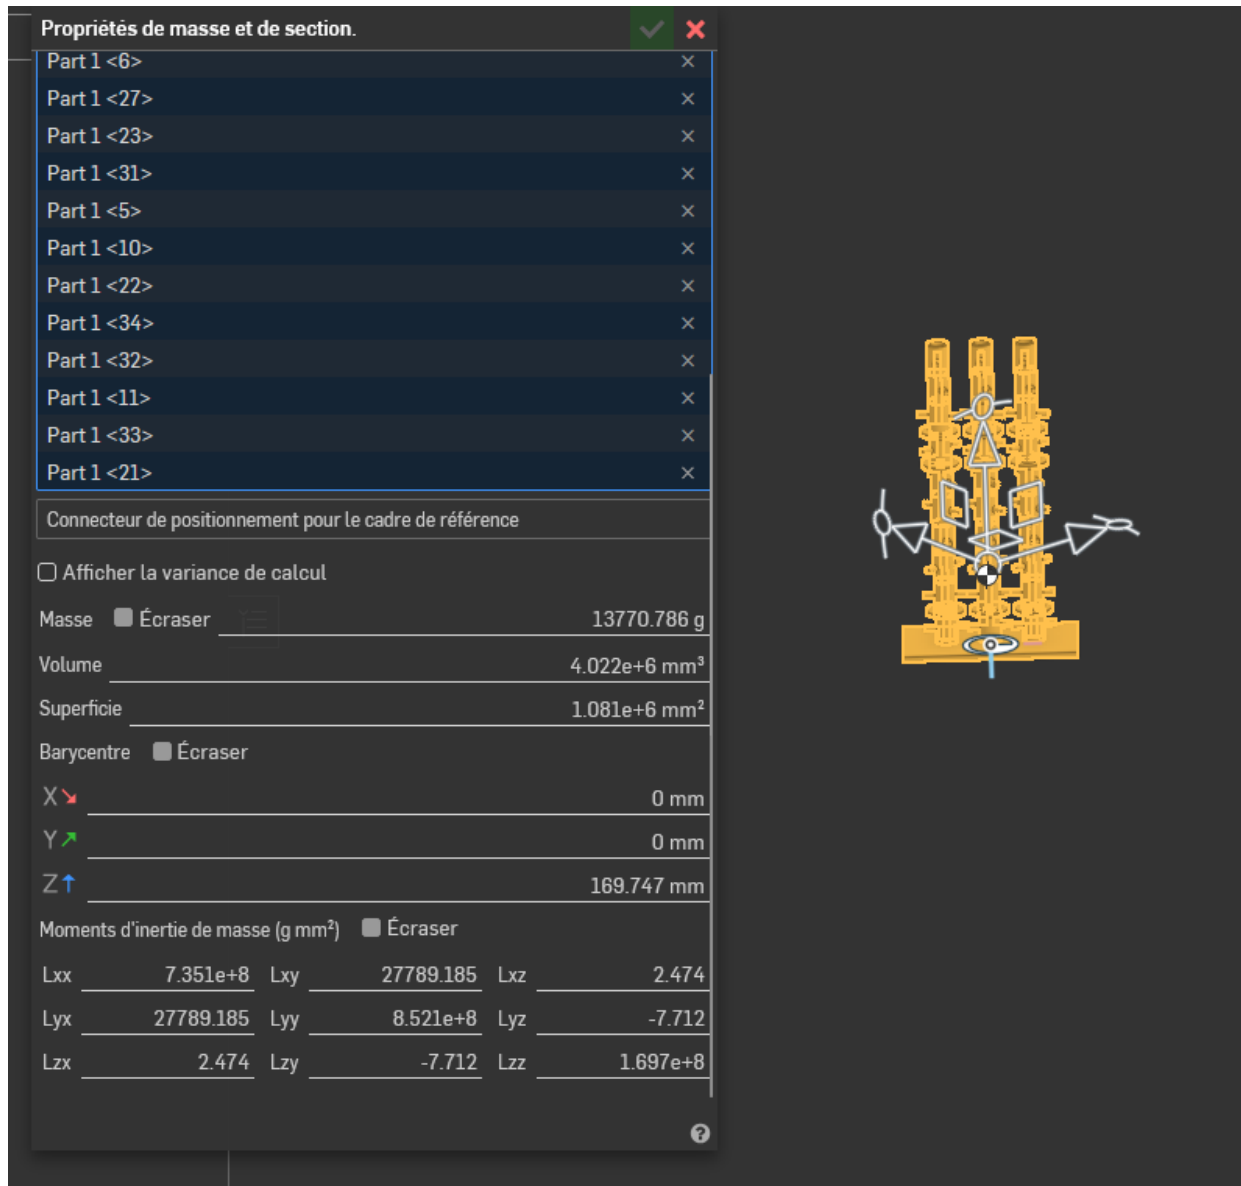 Propriétés de masse et de section.
Part 1 <6>
Part 1 <27>
Part 1 <23>
Part 1 <31>
Part 1 <5>
Part 1 <10>
Part 1 <22>
Part 1 <34>
Part 1 <32>
Part 1 <11>
Part 1 <33>
Part 1 <21>
Connecteur de positionnement pour le cadre de référence
Afficher la variance de calcul
Masse Écraser 13770.786 g
Volume 4.022e+6 mm³
Superficie 1.081e+6 mm²
Barycentre Écraser
X 0 mm
Y 0 mm
Z 169.747 mm
Moments d'inertie de masse (g mm²) Écraser
Lxx 7.351e+8 Lxy 27789.185 Lxz 2.474
Lyx 27789.185 Lyy 8.521e+8 Lyz -7.712
Lzx 2.474 Lzy -7.712 Lzz 1.697e+8